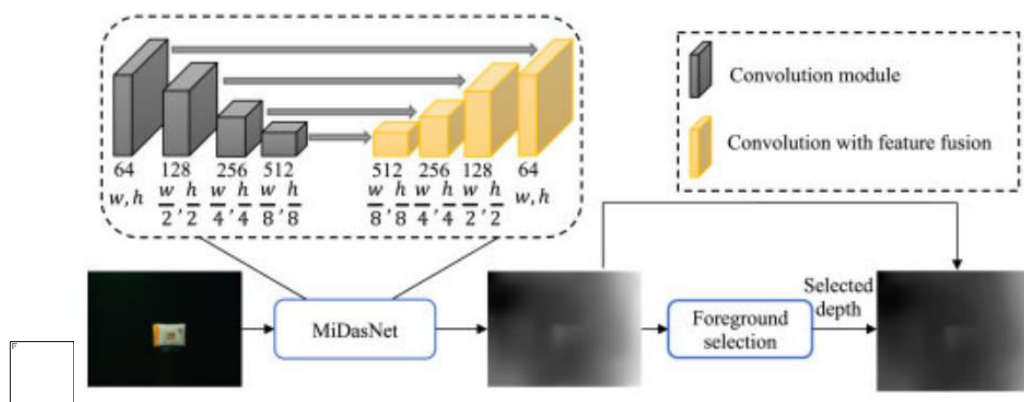 Convolution module
Convolution with feature fusion
64 128 256 512 512 256 128 64
w, h w/2, h/2 w/4, h/4 w/8, h/8 w/8, h/8 w/4, h/4 w/2, h/2 w, h
MiDasNet
Foreground
selection
Selected
depth